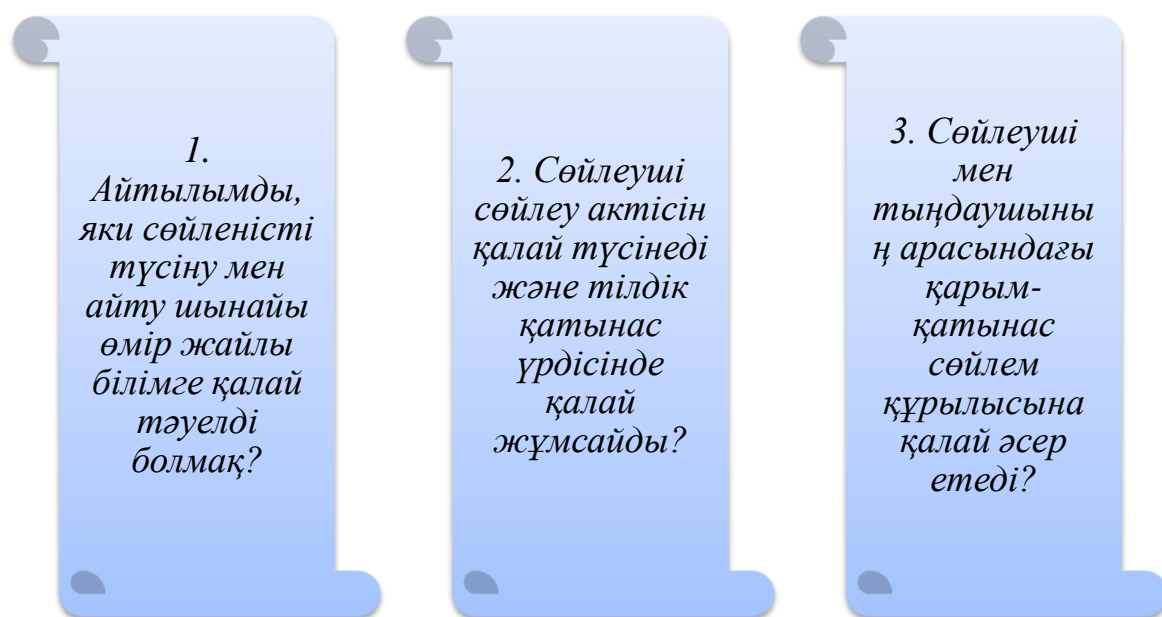 1.
Айтылымды,
яки сөйленісті
түсіну мен
айту шынайы
өмір жайлы
білімге қалай
тәуелді
болмақ?
2. Сөйлеуші
сөйлеу актісін
қалай түсінеді
және тілдік
қатынас
үрдісінде
қалай
жұмсайды?
3. Сөйлеуші
мен
тыңдаушыны
ң арасындағы
қарым-
қатынас
сөйлем
құрылысына
қалай әсер
етеді?